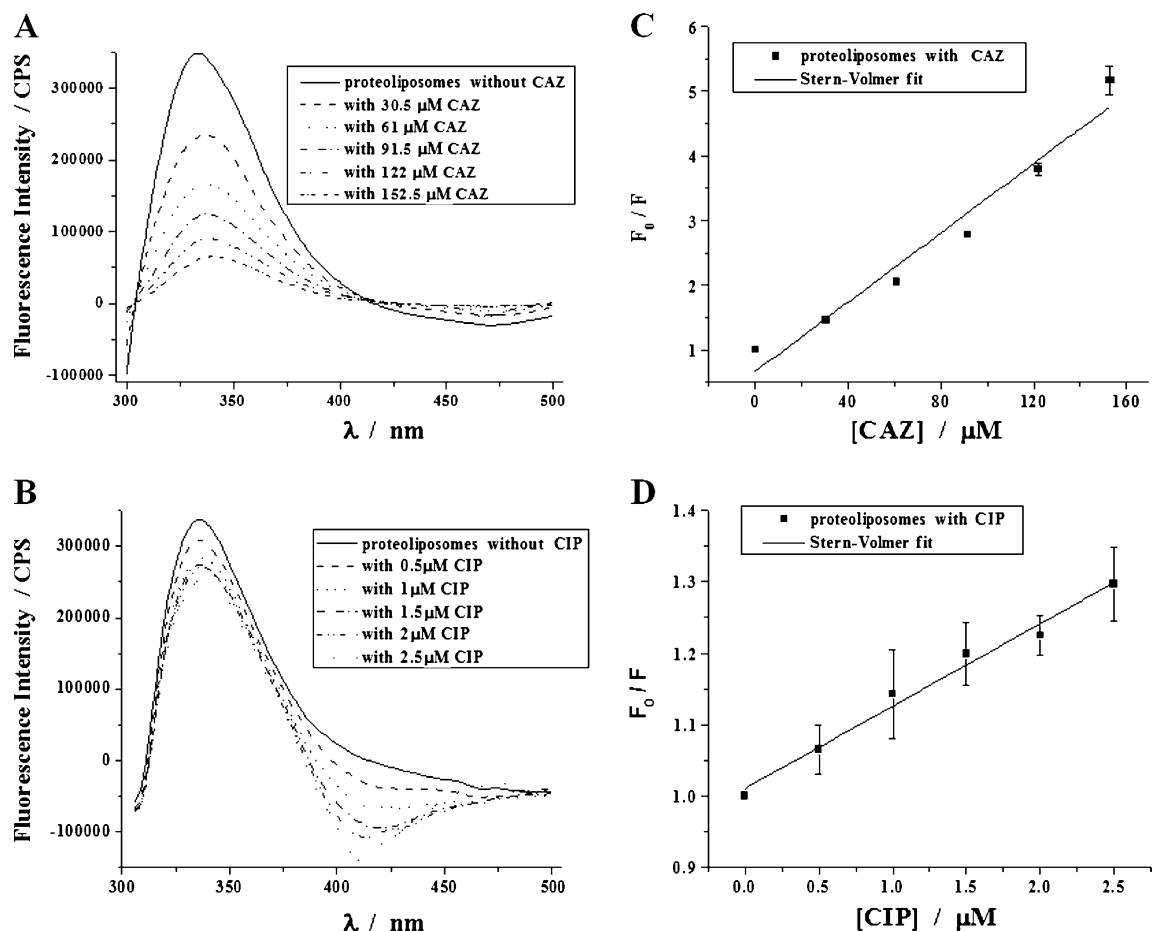 A
Fluorescence Intensity / CPS
300000
200000
100000
0
-100000
300
350
400
450
500
λ / nm
proteoliposomes without CAZ
with 30.5 µM CAZ
with 61 µM CAZ
with 91.5 µM CAZ
with 122 µM CAZ
with 152.5 µM CAZ
C
F0 / F
6
5
4
3
2
1
0
40
80
120
160
[CAZ] / µM
proteoliposomes with CAZ
Stern-Volmer fit
B
Fluorescence Intensity / CPS
300000
200000
100000
0
-100000
300
350
400
450
500
λ / nm
proteoliposomes without CIP
with 0.5µM CIP
with 1µM CIP
with 1.5µM CIP
with 2µM CIP
with 2.5µM CIP
D
F0 / F
1.4
1.3
1.2
1.1
1.0
0.9
0.0
0.5
1.0
1.5
2.0
2.5
[CIP] / µM
proteoliposomes with CIP
Stern-Volmer fit